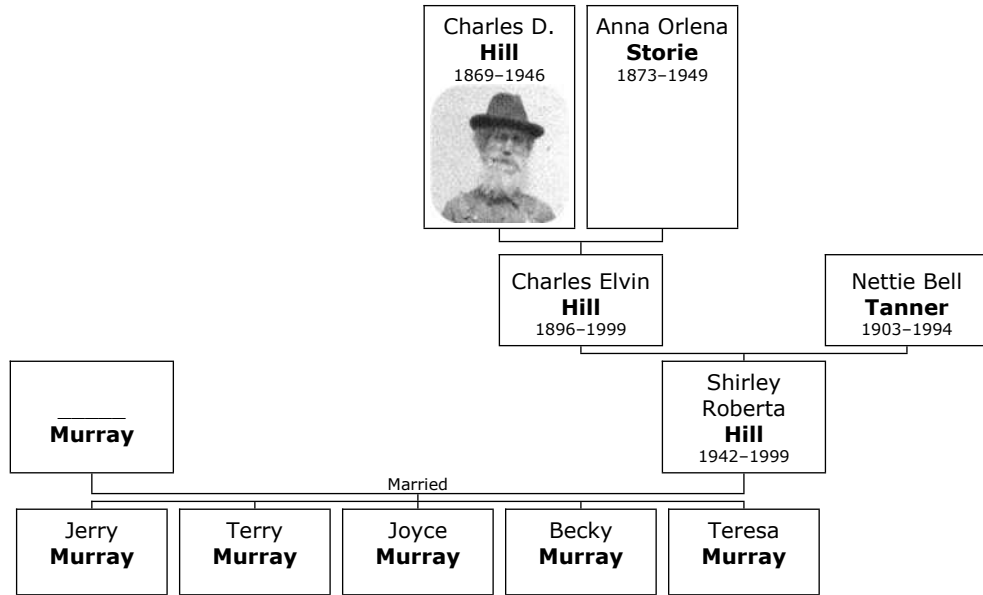 Charles D.
Hill
1869–1946
Anna Orlena
Storie
1873–1949
Charles Elvin
Hill
1896–1999
Nettie Bell
Tanner
1903–1994
______
Murray
Shirley
Roberta
Hill
1942–1999
Married
Jerry
Murray
Terry
Murray
Joyce
Murray
Becky
Murray
Teresa
Murray